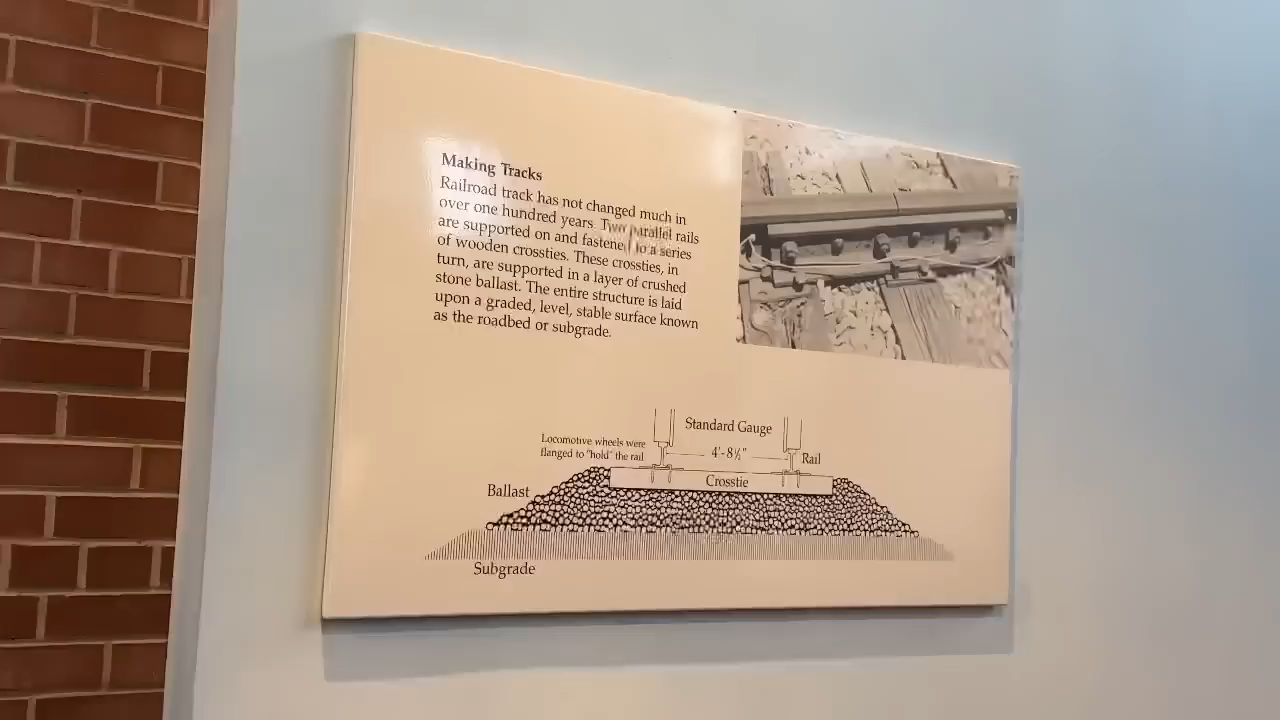 Making Tracks
Railroad track has not changed much in
over one hundred years. Two parallel rails
are supported on and fastened to a series
of wooden crossties. These crossties, in
turn, are supported in a layer of crushed
stone ballast. The entire structure is laid
upon a graded, level, stable surface known
as the roadbed or subgrade.
Standard Gauge
Locomotive wheels were
flanged to "hold" the rail
4'-8½"
Rail
Crosstie
Ballast
Subgrade